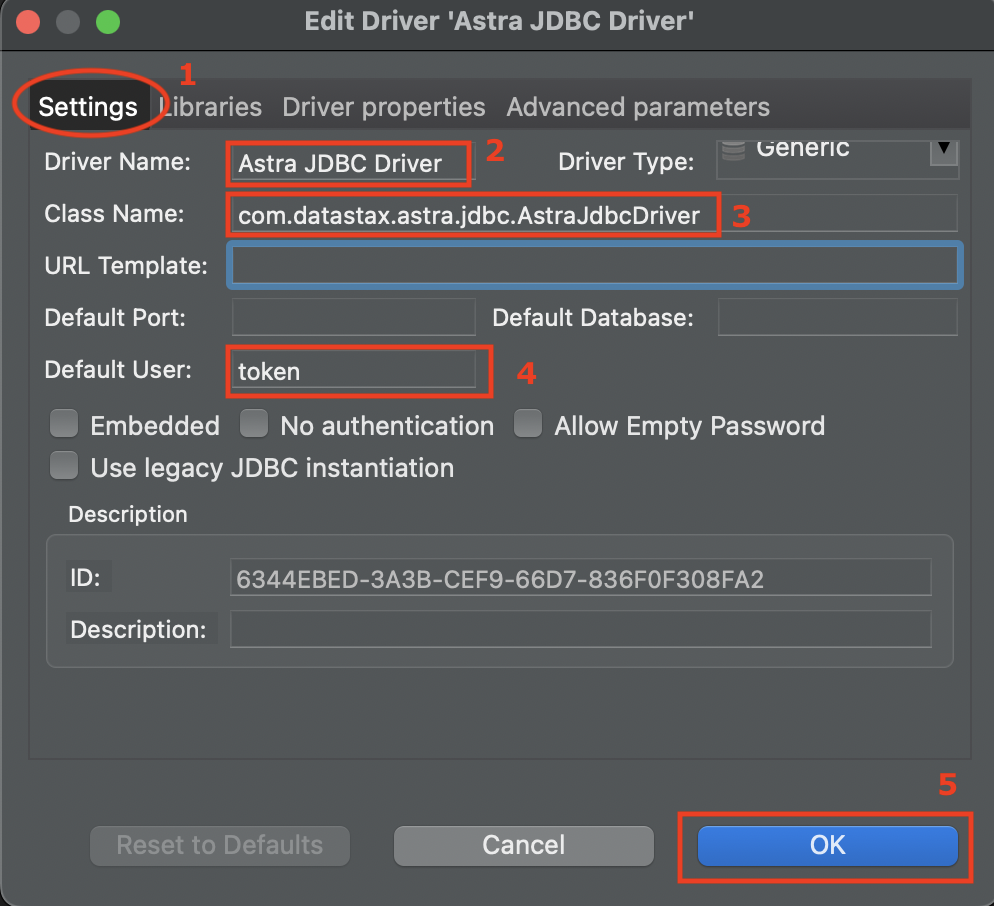 Edit Driver 'Astra JDBC Driver'
1
Settings Libraries Driver properties Advanced parameters
Driver Name: Astra JDBC Driver 2 Driver Type: Generic
Class Name: com.datastax.astra.jdbc.AstraJdbcDriver 3
URL Template:
Default Port: Default Database:
Default User: token 4
Embedded No authentication Allow Empty Password
Use legacy JDBC instantiation
Description
ID: 6344EBED-3A3B-CEF9-66D7-836F0F308FA2
Description:
5
Reset to Defaults Cancel OK